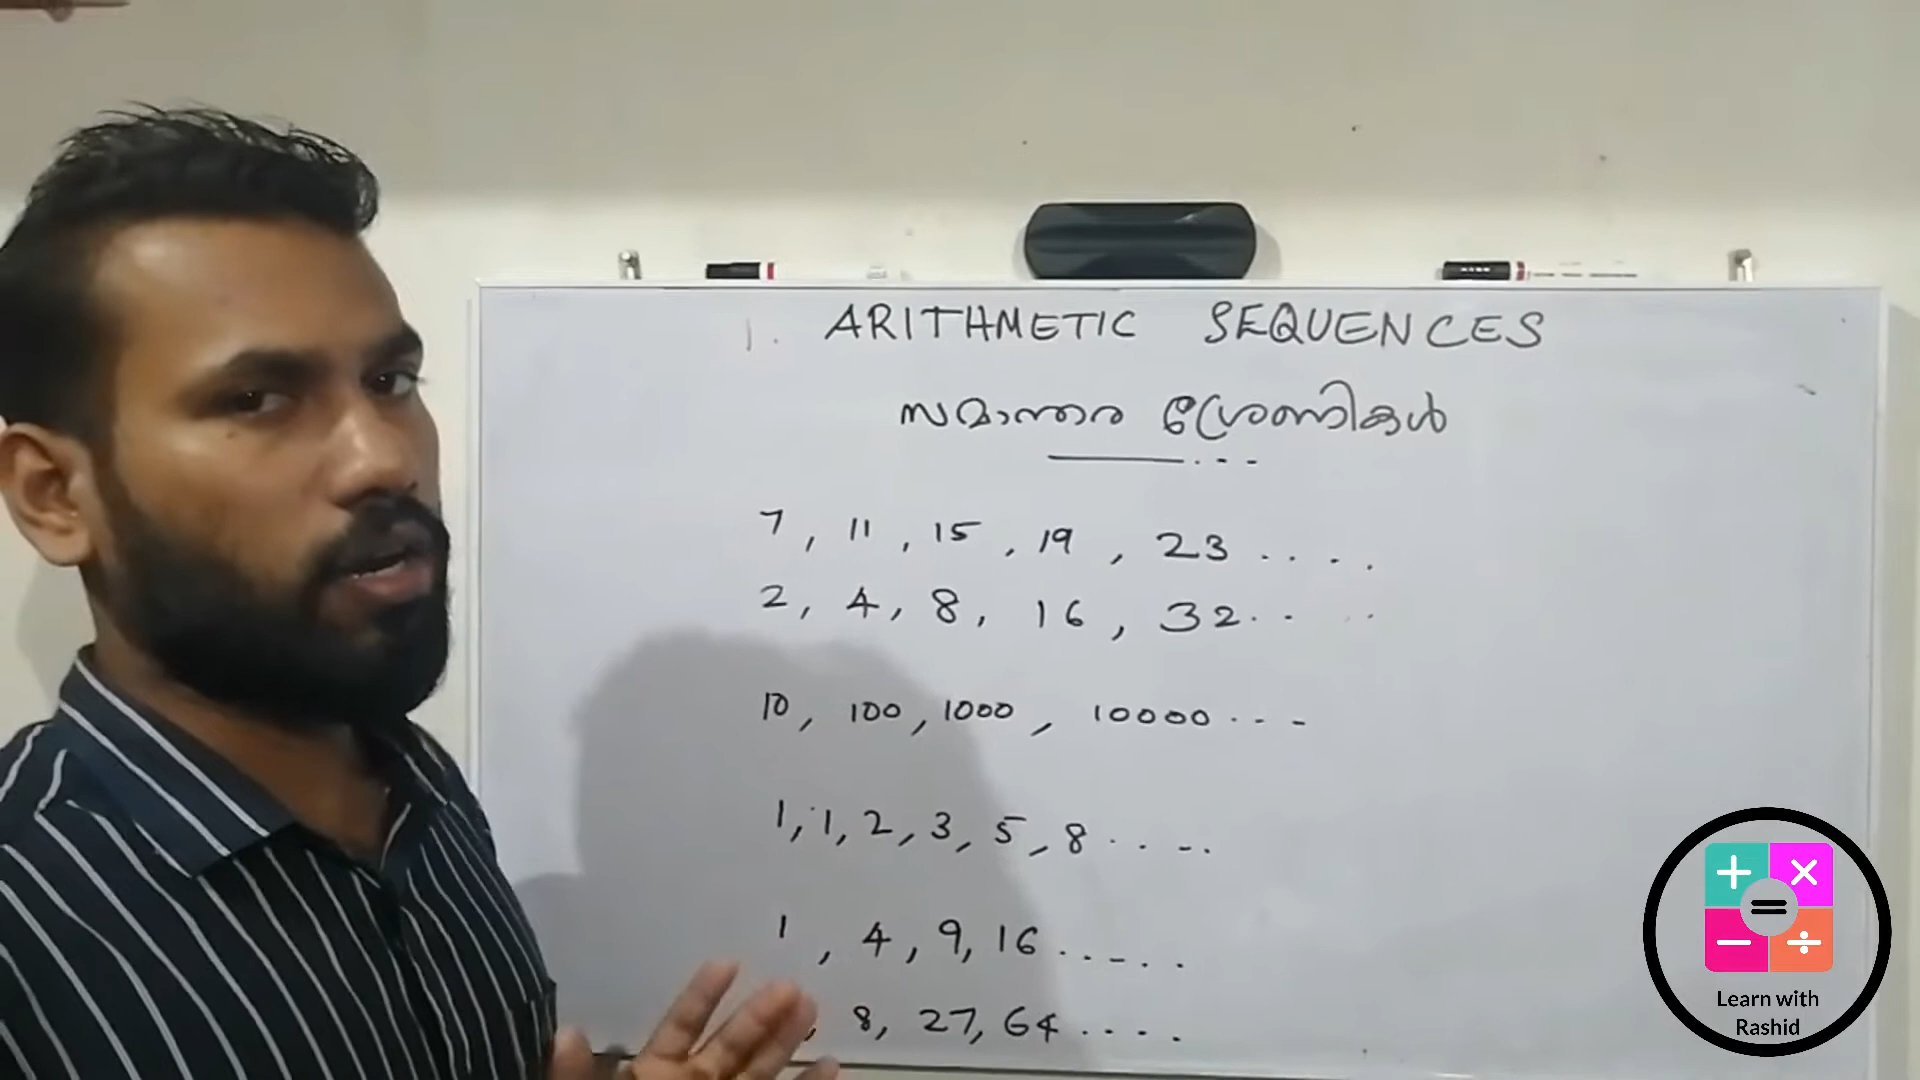 1. ARITHMETIC SEQUENCES
സമാന്തര ശ്രേണികൾ
7, 11, 15, 19, 23 ....
2, 4, 8, 16, 32 ....
10, 100, 1000, 10000 ...
1, 1, 2, 3, 5, 8 ....
1, 4, 9, 16 .....
, 8, 27, 64 ....
Learn with
Rashid